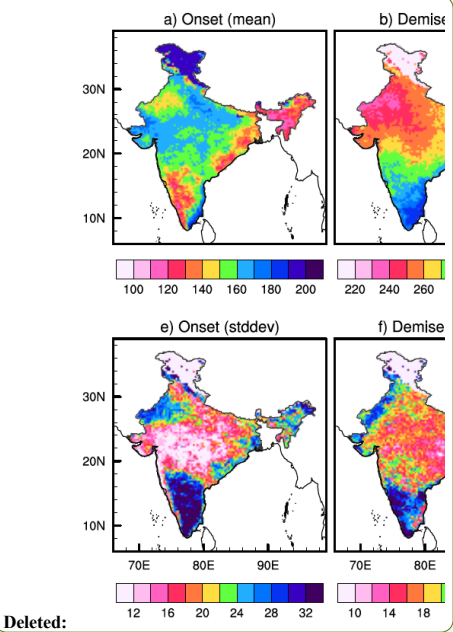 a) Onset (mean)
b) Demise
30N
20N
10N
100 120 140 160 180 200
220 240 260
e) Onset (stddev)
f) Demise
30N
20N
10N
70E 80E 90E
70E 80E
12 16 20 24 28 32
10 14 18
Deleted: